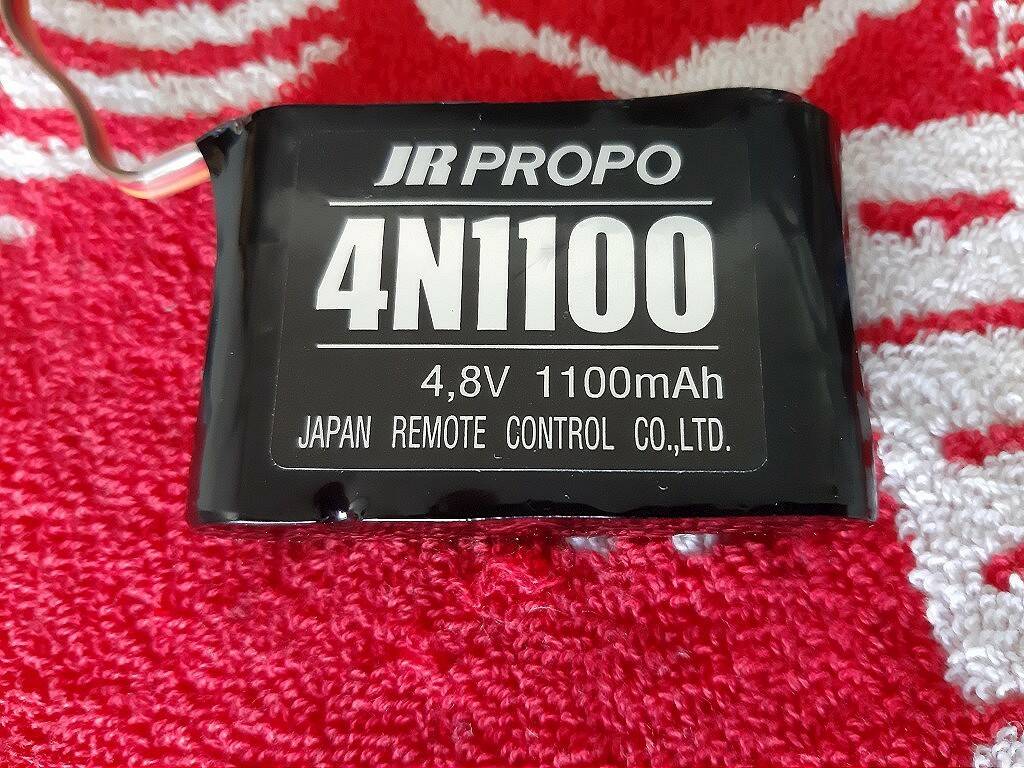 JR PROPO
4N1100
4,8V 1100mAh
JAPAN REMOTE CONTROL CO.,LTD.